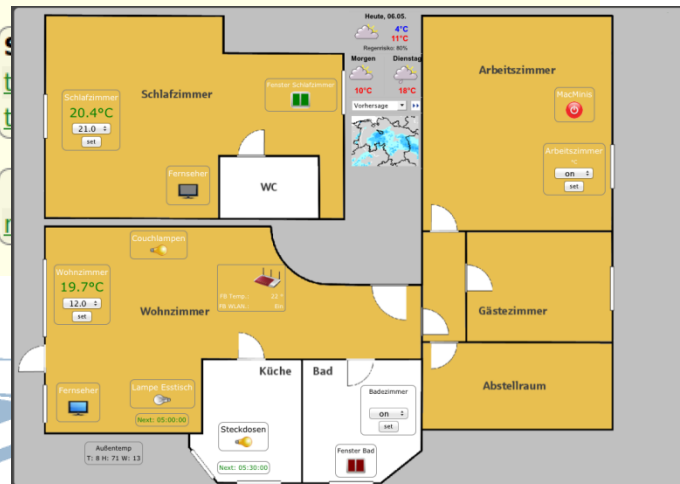 Heute, 06.05.
4°C
11°C
Regenrisiko: 80%
Morgen
Dienstag
10°C
18°C
Vorhersage
Schlafzimmer
20.4°C
21.0
set
Schlafzimmer
Fenster Schlafzimmer
Fernseher
WC
Arbeitszimmer
MacMinis
Arbeitszimmer
°C
on
set
Couchlampen
Wohnzimmer
19.7°C
12.0
set
FB Temp.:
22 °
FB WLAN.:
Wohnzimmer
Gästezimmer
Fernseher
Lampe Esstisch
Next: 05:00:00
Küche
Bad
Steckdosen
Next: 05:30:00
Badezimmer
on
set
Fenster Bad
Abstellraum
Außentemp
T: 8 H: 71 W: 13